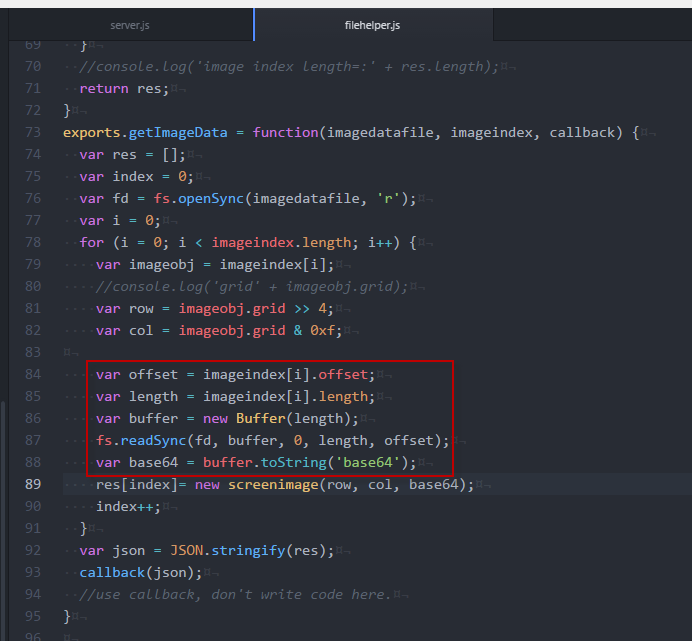 server.js
filehelper.js
69 }
70 //console.log('image index length=:' + res.length);
71 return res;
72 }
73 exports.getImageData = function(imagedatafile, imageindex, callback) {
74 var res = [];
75 var index = 0;
76 var fd = fs.openSync(imagedatafile, 'r');
77 var i = 0;
78 for (i = 0; i < imageindex.length; i++) {
79 var imageobj = imageindex[i];
80 //console.log('grid' + imageobj.grid);
81 var row = imageobj.grid >> 4;
82 var col = imageobj.grid & 0xf;
83
84 var offset = imageindex[i].offset;
85 var length = imageindex[i].length;
86 var buffer = new Buffer(length);
87 fs.readSync(fd, buffer, 0, length, offset);
88 var base64 = buffer.toString('base64');
89 res[index]= new screenimage(row, col, base64);
90 index++;
91 }
92 var json = JSON.stringify(res);
93 callback(json);
94 //use callback, don't write code here.
95 }
96